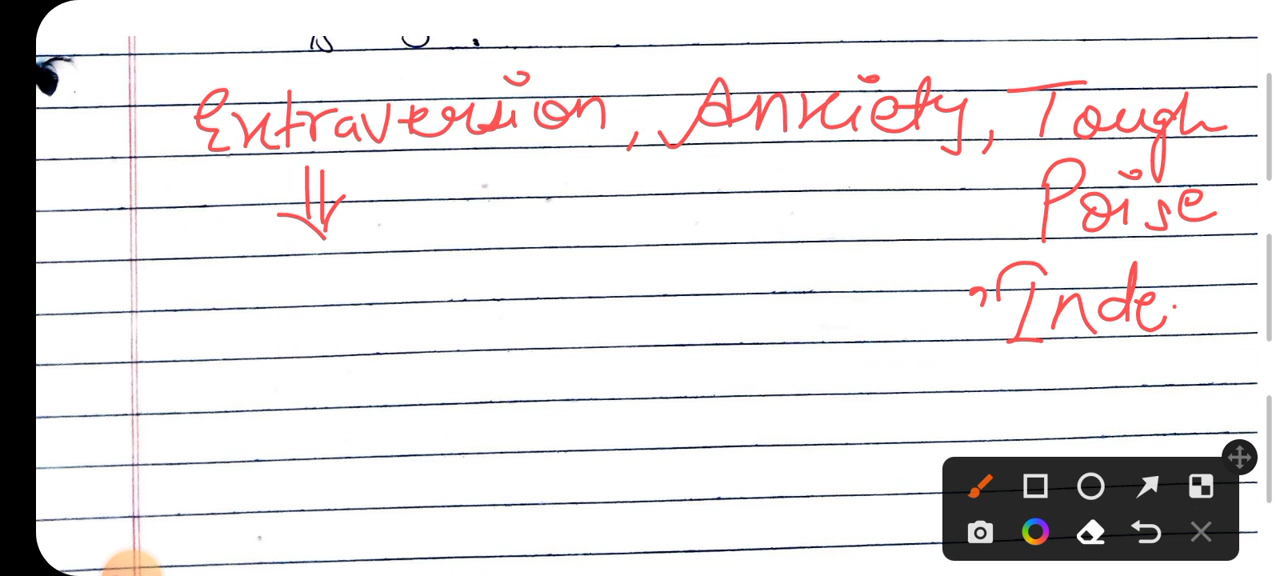 Extraversion, Anxiety, Tough
Poise
, Inde.